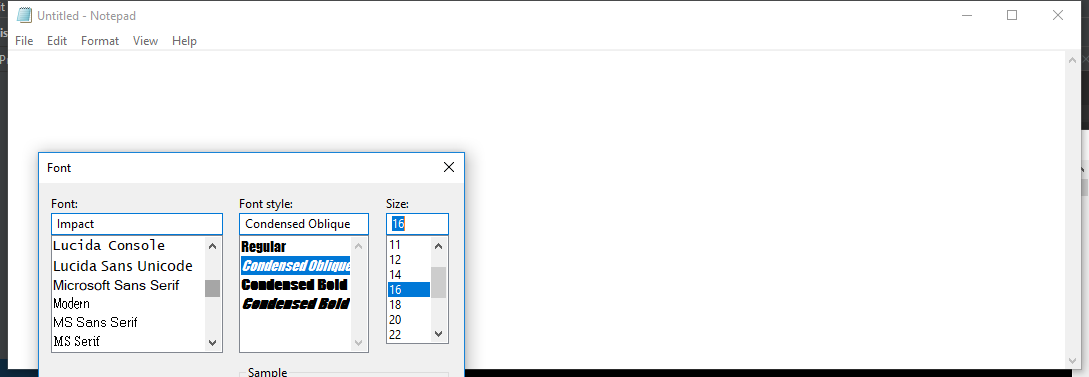 Untitled - Notepad
File Edit Format View Help
Font
Font: Font style: Size:
Impact Condensed Oblique 16
Lucida Console
Lucida Sans Unicode
Microsoft Sans Serif
Modern
MS Sans Serif
MS Serif
Regular
Condensed Oblique
Condensed Bold
Condensed Bold
11
12
14
16
18
20
22
Sample